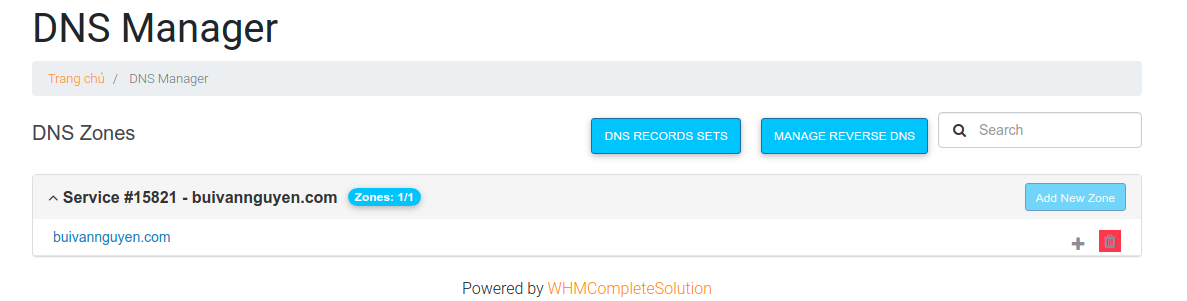 DNS Manager
Trang chủ / DNS Manager
DNS Zones
DNS RECORDS SETS
MANAGE REVERSE DNS
Search
Service #15821 - buivannguyen.com Zones: 1/1
Add New Zone
buivannguyen.com
Powered by WHMCompleteSolution